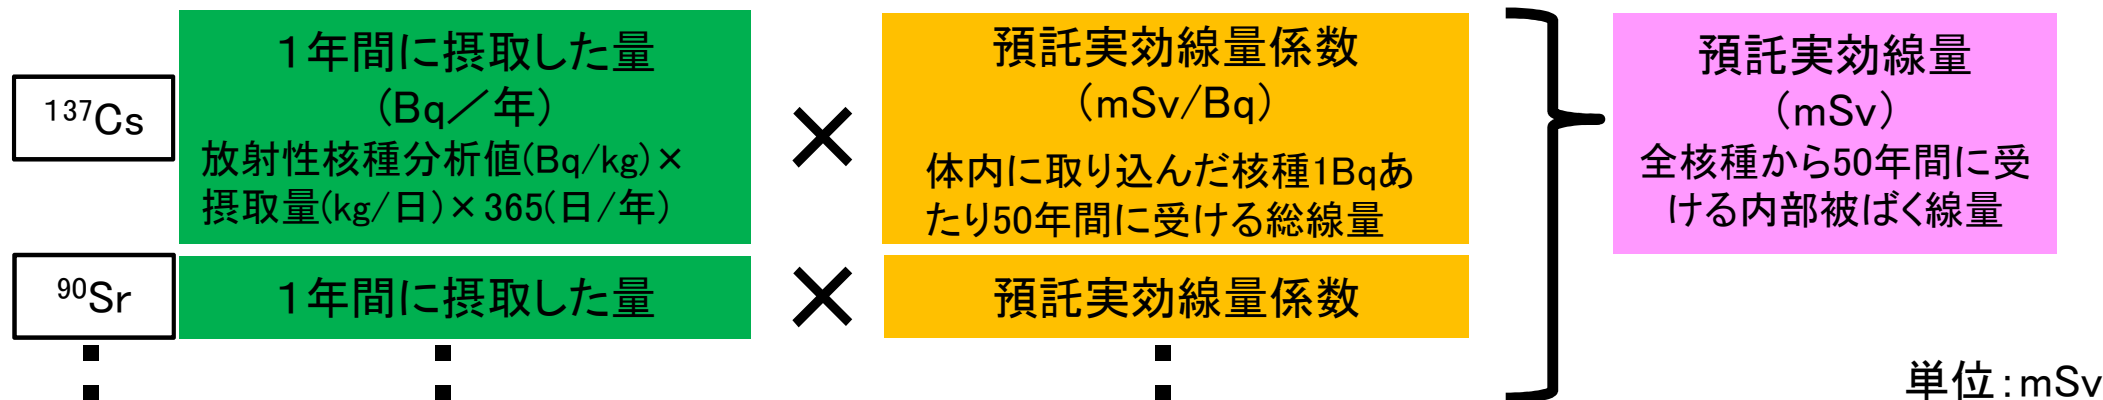 ¹³⁷Cs
1年間に摂取した量
(Bq／年)
放射性核種分析値(Bq/kg)×
摂取量(kg/日)×365(日/年)
×
預託実効線量係数
(mSv/Bq)
体内に取り込んだ核種1Bqあ
たり50年間に受ける総線量
預託実効線量
(mSv)
全核種から50年間に受
ける内部被ばく線量
⁹⁰Sr
1年間に摂取した量
×
預託実効線量係数
単位：mSv